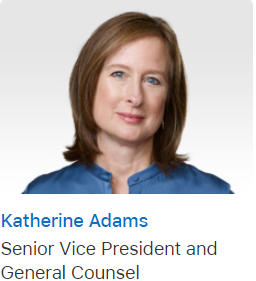 Katherine Adams
Senior Vice President and
General Counsel